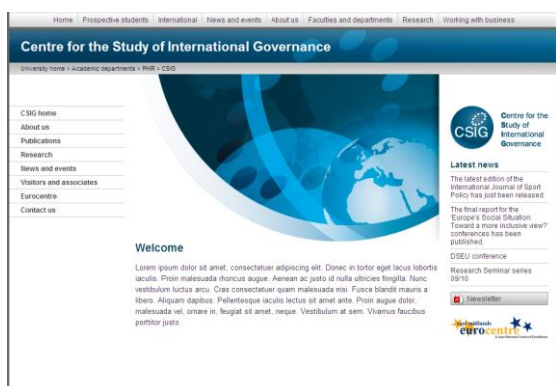 Home Prospective students International News and events About us Faculties and departments Research Working with business
Centre for the Study of International Governance
University home > Academic departments > PHIR > CSIG
CSIG home
About us
Publications
Research
News and events
Visitors and associates
Eurocentre
Contact us
Welcome
Lorem ipsum dolor sit amet, consectetuer adipiscing elit. Donec in tortor eget lacus lobortis
iaculis. Proin malesuada rhoncus augue. Aenean ac justo id nulla ultricies fringilla. Nunc
vestibulum luctus arcu. Cras consectetuer quam malesuada nisi. Fusce blandit mauris a
libero. Aliquam dapibus. Pellentesque iaculis lectus sit amet ante. Proin augue dolor,
malesuada vel, ornare in, feugiat sit amet, neque. Vestibulum at sem. Vivamus faucibus
porttitor justo.
CSIG
Centre for the
Study of
International
Governance
Latest news
The latest edition of the
International Journal of Sport
Policy has just been released.
The final report for the
'Europe's Social Situation:
Toward a more inclusive view?'
conferences has been
published.
DSEU conference
Research Seminar series
09/10
Newsletter
east midlands
eurocentre
A Jean Monnet Centre of Excellence